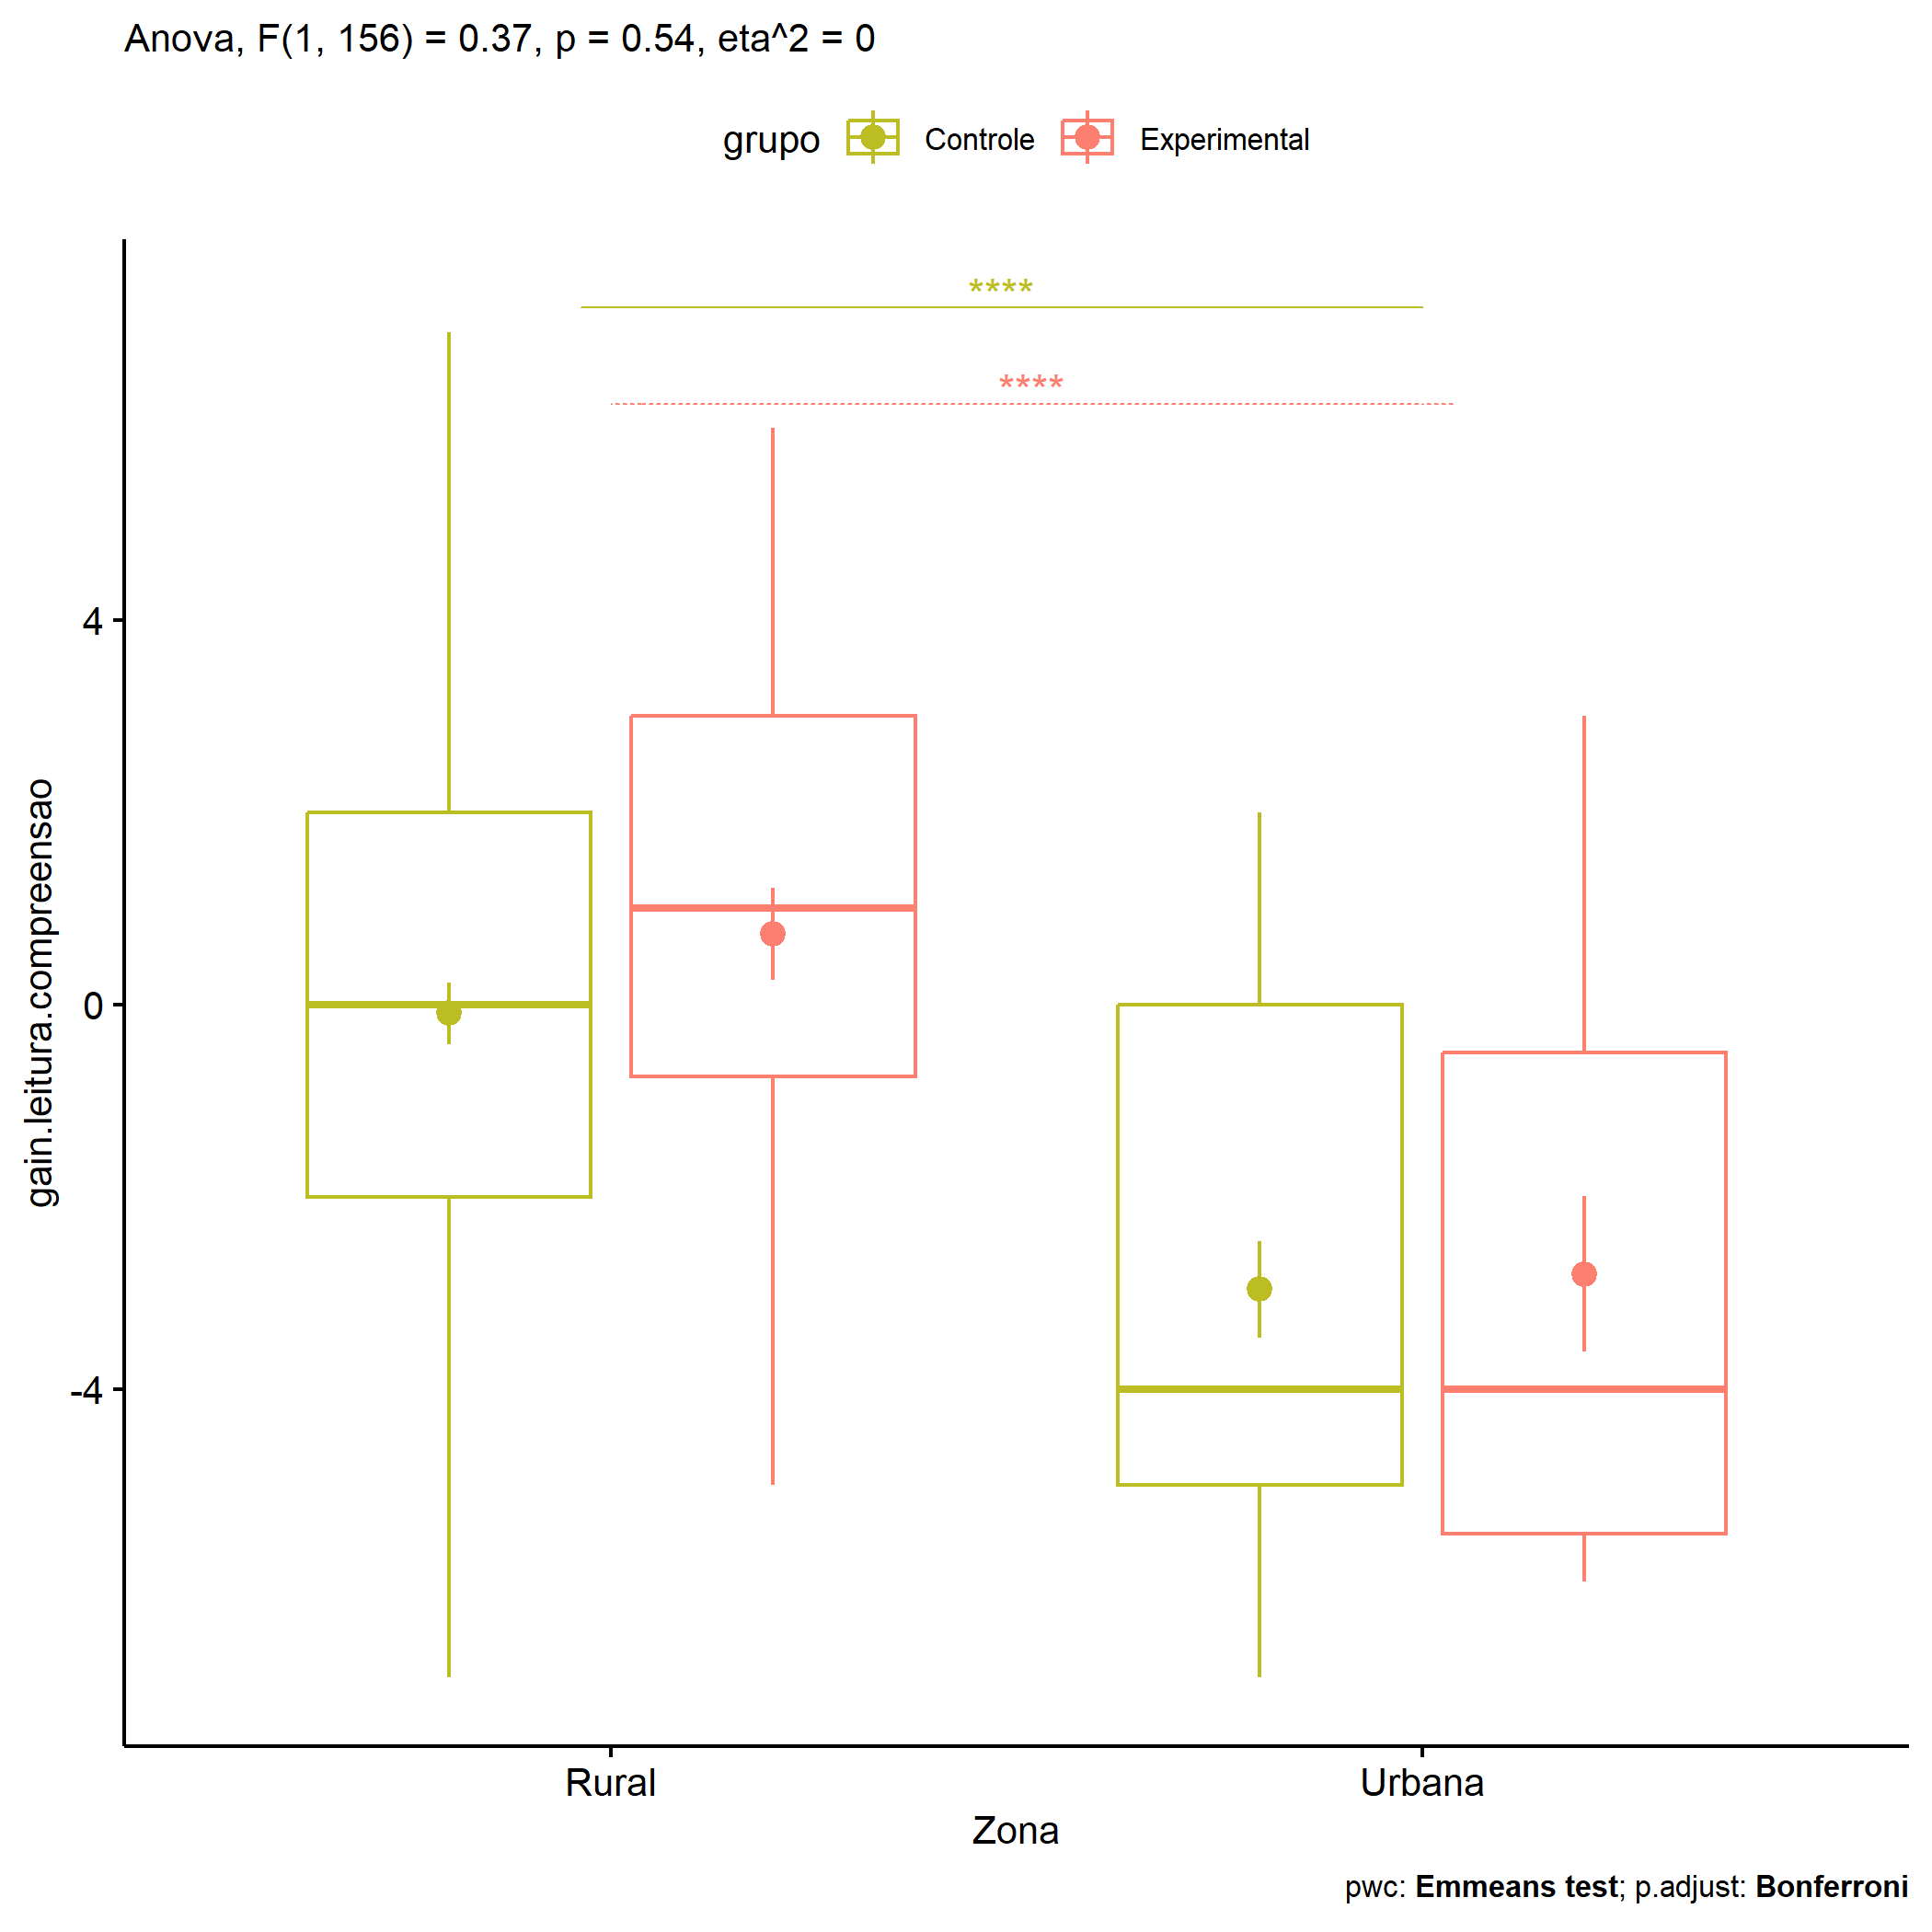 Anova, F(1, 156) = 0.37, p = 0.54, eta^2 = 0
grupo Controle Experimental
****
****
4
0
-4
gain.leitura.compreensao
Rural Urbana
Zona
pwc: Emmeans test; p.adjust: Bonferroni